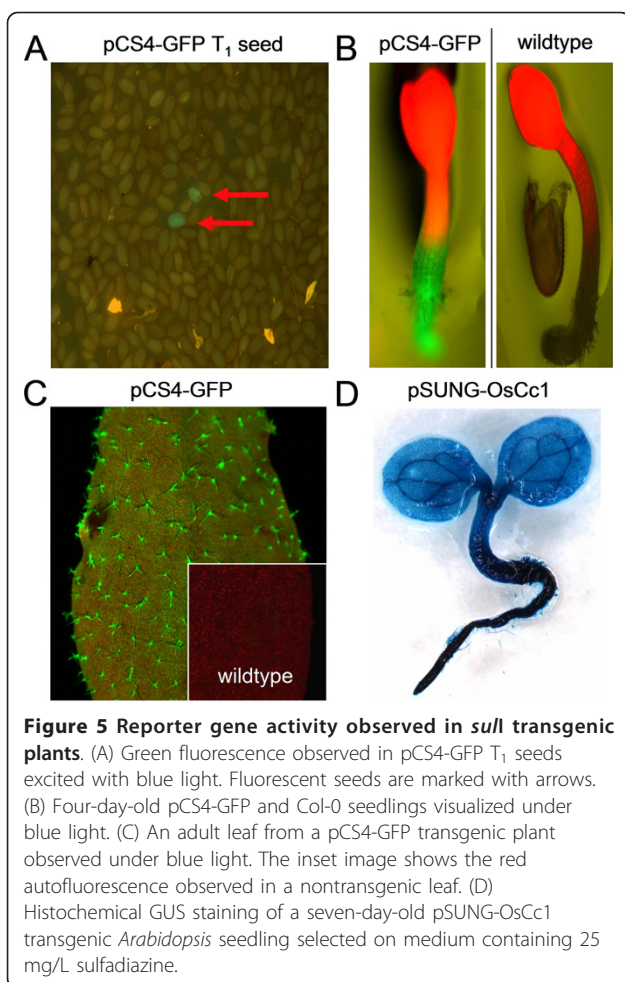 A pCS4-GFP T₁ seed
B pCS4-GFP wildtype
C pCS4-GFP
wildtype
D pSUNG-OsCc1
Figure 5 Reporter gene activity observed in sulI transgenic
plants. (A) Green fluorescence observed in pCS4-GFP T₁ seeds
excited with blue light. Fluorescent seeds are marked with arrows.
(B) Four-day-old pCS4-GFP and Col-0 seedlings visualized under
blue light. (C) An adult leaf from a pCS4-GFP transgenic plant
observed under blue light. The inset image shows the red
autofluorescence observed in a nontransgenic leaf. (D)
Histochemical GUS staining of a seven-day-old pSUNG-OsCc1
transgenic Arabidopsis seedling selected on medium containing 25
mg/L sulfadiazine.